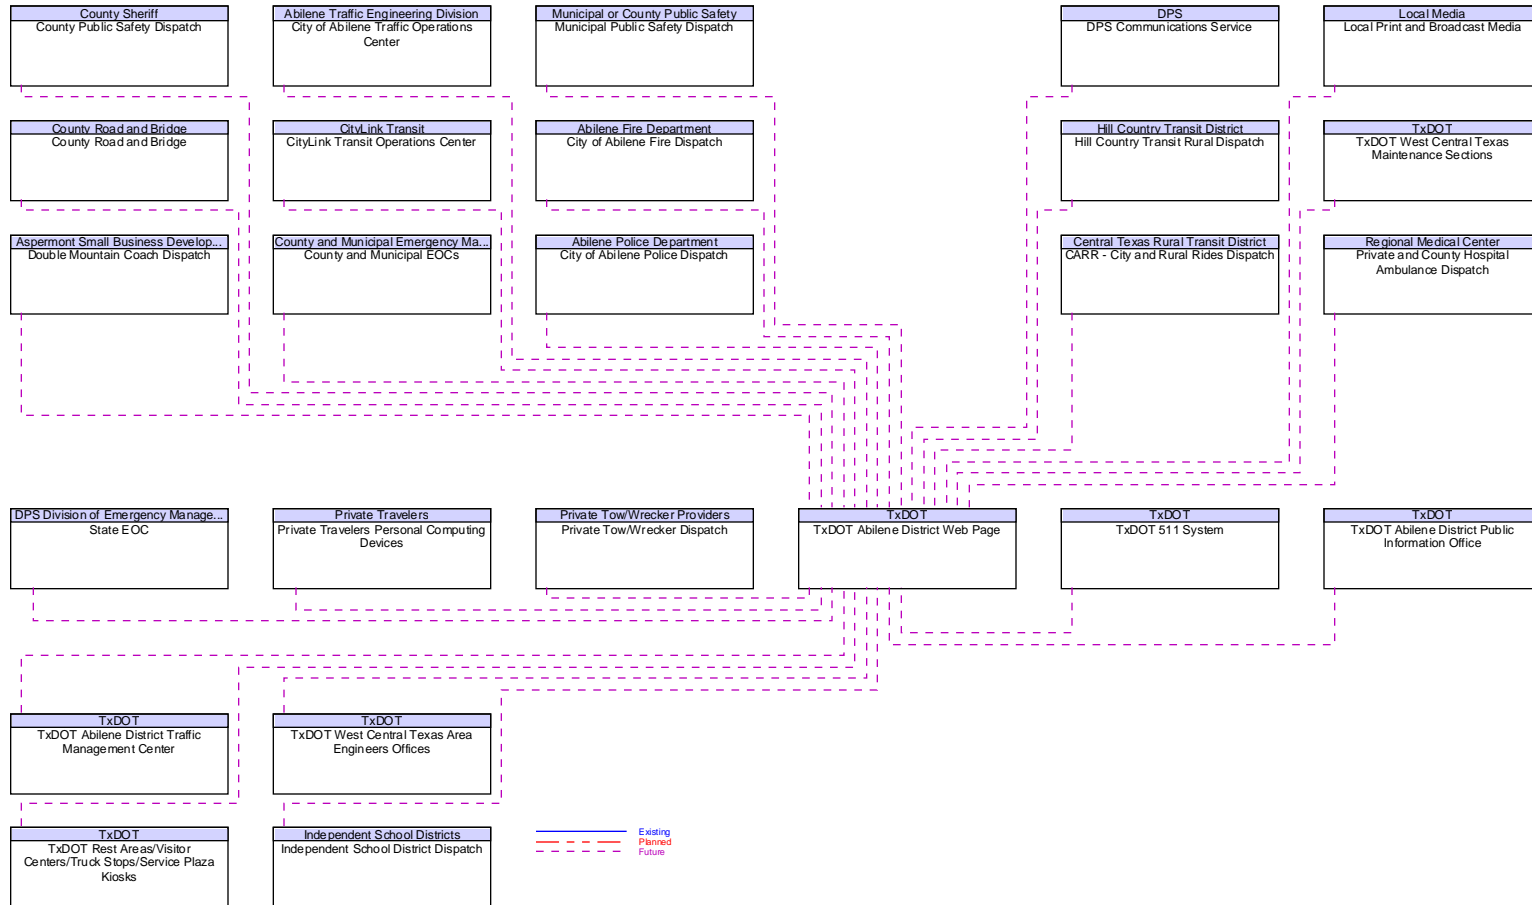 County Sheriff
County Public Safety Dispatch
Abilene Traffic Engineering Division
City of Abilene Traffic Operations
Center
Municipal or County Public Safety
Municipal Public Safety Dispatch
DPS
DPS Communications Service
Local Media
Local Print and Broadcast Media
County Road and Bridge
County Road and Bridge
CityLink Transit
CityLink Transit Operations Center
Abilene Fire Department
City of Abilene Fire Dispatch
Hill Country Transit District
Hill Country Transit Rural Dispatch
TxDOT
TxDOT West Central Texas
Maintenance Sections
Aspermont Small Business Develop...
Double Mountain Coach Dispatch
County and Municipal Emergency Ma...
County and Municipal EOCs
Abilene Police Department
City of Abilene Police Dispatch
Central Texas Rural Transit District
CARR - City and Rural Rides Dispatch
Regional Medical Center
Private and County Hospital
Ambulance Dispatch
DPS Division of Emergency Manage...
State EOC
Private Travelers
Private Travelers Personal Computing
Devices
Private Tow/Wrecker Providers
Private Tow/Wrecker Dispatch
TxDOT
TxDOT Abilene District Web Page
TxDOT
TxDOT 511 System
TxDOT
TxDOT Abilene District Public
Information Office
TxDOT
TxDOT Abilene District Traffic
Management Center
TxDOT
TxDOT West Central Texas Area
Engineers Offices
TxDOT
TxDOT Rest Areas/Visitor
Centers/Truck Stops/Service Plaza
Kiosks
Independent School Districts
Independent School District Dispatch
Existing
Planned
Future